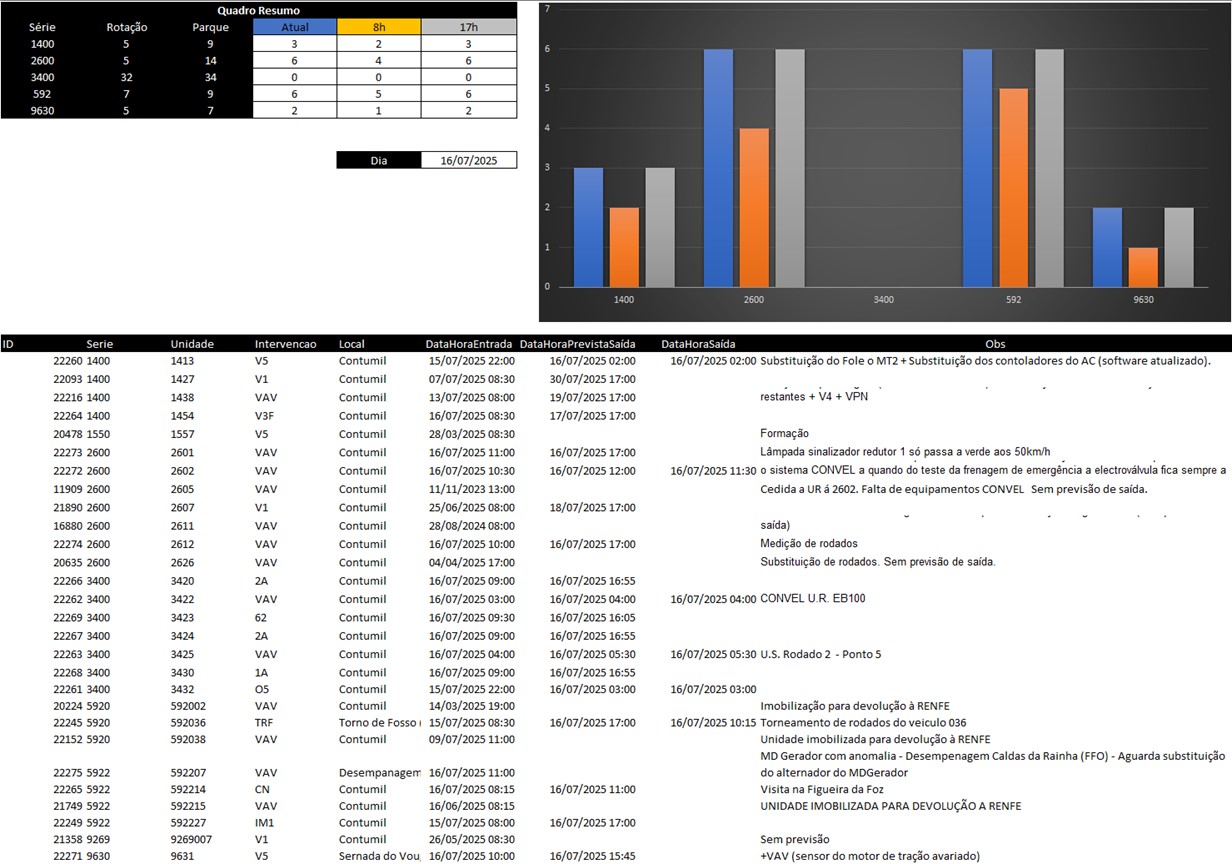 Quadro Resumo
Série Rotação Parque Atual 8h 17h
1400 5 9 3 2 3
2600 5 14 6 4 6
3400 32 34 0 0 0
592 7 9 6 5 6
9630 5 7 2 1 2
Dia 16/07/2025
7
6
5
4
3
2
1
0
1400 2600 3400 592 9630
ID Serie Unidade Intervencao Local DataHoraEntrada DataHoraPrevistaSaída DataHoraSaída Obs
22260 1400 1413 V5 Contumil 15/07/2025 22:00 16/07/2025 02:00 16/07/2025 02:00 Substituição do Fole o MT2 + Substituição dos contoladores do AC (software atualizado).
22093 1400 1427 V1 Contumil 07/07/2025 08:30 30/07/2025 17:00
22216 1400 1438 VAV Contumil 13/07/2025 08:00 19/07/2025 17:00 restantes + V4 + VPN
22264 1400 1454 V3F Contumil 16/07/2025 08:30 17/07/2025 17:00
20478 1550 1557 V5 Contumil 28/03/2025 08:30 Formação
22273 2600 2601 VAV Contumil 16/07/2025 11:00 16/07/2025 17:00 Lâmpada sinalizador redutor 1 só passa a verde aos 50km/h
22272 2600 2602 VAV Contumil 16/07/2025 10:30 16/07/2025 12:00 16/07/2025 11:30 o sistema CONVEL a quando do teste da frenagem de emergência a electroválvula fica sempre a
11909 2600 2605 VAV Contumil 11/11/2023 13:00 Cedida a UR á 2602. Falta de equipamentos CONVEL Sem previsão de saída.
21890 2600 2607 V1 Contumil 25/06/2025 08:00 18/07/2025 17:00
16880 2600 2611 VAV Contumil 28/08/2024 08:00 saída)
22274 2600 2612 VAV Contumil 16/07/2025 10:00 16/07/2025 17:00 Medição de rodados
20635 2600 2626 VAV Contumil 04/04/2025 17:00 Substituição de rodados. Sem previsão de saída.
22266 3400 3420 2A Contumil 16/07/2025 09:00 16/07/2025 16:55
22262 3400 3422 VAV Contumil 16/07/2025 03:00 16/07/2025 04:00 16/07/2025 04:00 CONVEL U.R. EB100
22269 3400 3423 62 Contumil 16/07/2025 09:30 16/07/2025 16:05
22267 3400 3424 2A Contumil 16/07/2025 09:00 16/07/2025 16:55
22263 3400 3425 VAV Contumil 16/07/2025 04:00 16/07/2025 05:30 16/07/2025 05:30 U.S. Rodado 2 - Ponto 5
22268 3400 3430 1A Contumil 16/07/2025 09:00 16/07/2025 16:55
22261 3400 3432 O5 Contumil 15/07/2025 22:00 16/07/2025 03:00 16/07/2025 03:00
20224 5920 592002 VAV Contumil 14/03/2025 19:00 Imobilização para devolução à RENFE
22245 5920 592036 TRF Torno de Fosso ( 15/07/2025 08:30 16/07/2025 17:00 16/07/2025 10:15 Torneamento de rodados do veiculo 036
22152 5920 592038 VAV Contumil 09/07/2025 11:00 Unidade imobilizada para devolução à RENFE
MD Gerador com anomalia - Desempenagem Caldas da Rainha (FFO) - Aguarda substituição
22275 5922 592207 VAV Desempanagem 16/07/2025 11:00 do alternador do MDGerador
22265 5922 592214 CN Contumil 16/07/2025 08:15 16/07/2025 11:00 Visita na Figueira da Foz
21749 5922 592215 VAV Contumil 16/06/2025 08:15 UNIDADE IMOBILIZADA PARA DEVOLUÇÃO A RENFE
22249 5922 592227 IM1 Contumil 15/07/2025 08:00 16/07/2025 17:00
21358 9269 9269007 V1 Contumil 26/05/2025 08:30 Sem previsão
22271 9630 9631 V5 Sernada do Vou 16/07/2025 10:00 16/07/2025 15:45 +VAV (sensor do motor de tração avariado)